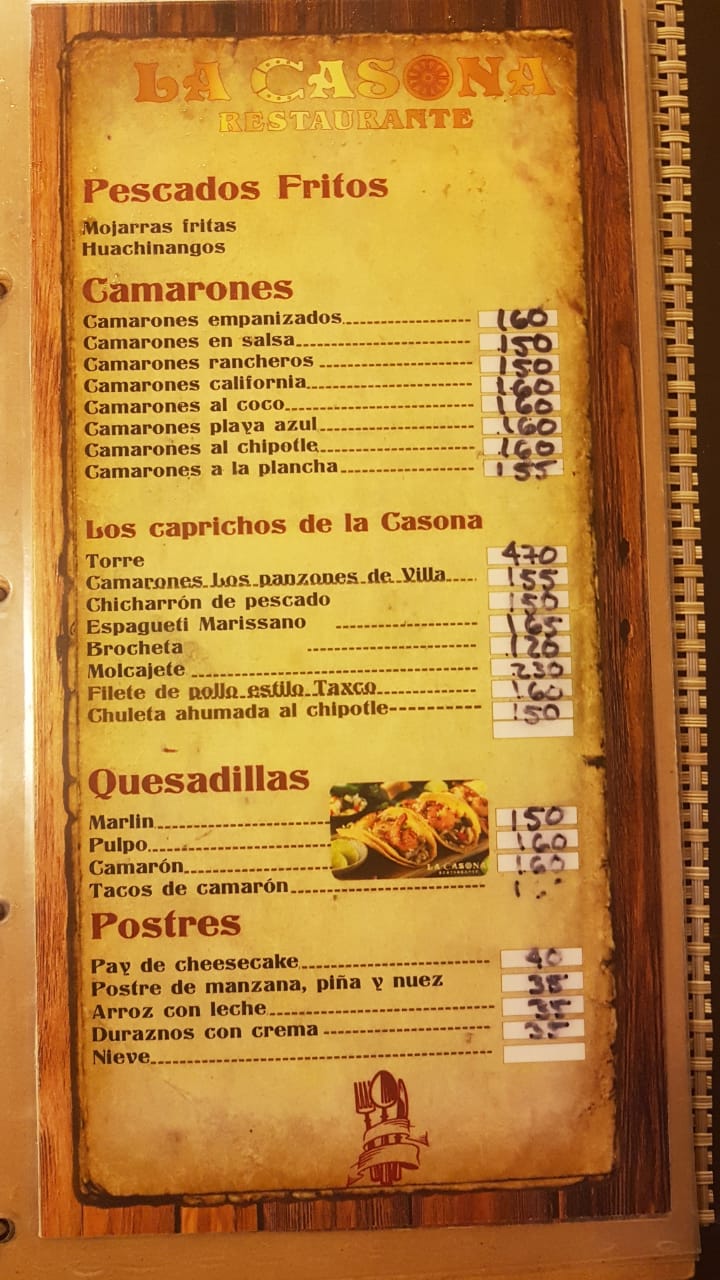 LA CASONA
RESTAURANTE
Pescados Fritos
Mojarras fritas
Huachinangos
Camarones
Camarones empanizados 160
Camarones en salsa 150
Camarones rancheros 150
Camarones california 160
Camarones al coco 160
Camarones playa azul 160
Camarones al chipotle 160
Camarones a la plancha 155
Los caprichos de la Casona
Torre 470
Camarones Los panzones de Villa 155
Chicharrón de pescado 150
Espagueti Marissano 165
Brocheta 120
Molcajete 230
Filete de pollo estilo Taxco 160
Chuleta ahumada al chipotle 150
Quesadillas
Marlin 150
Pulpo 160
Camarón 160
LA CASONA
RESTAURANTE
Tacos de camarón
Postres
Pay de cheesecake 40
Postre de manzana, piña y nuez
Arroz con leche
Duraznos con crema
Nieve